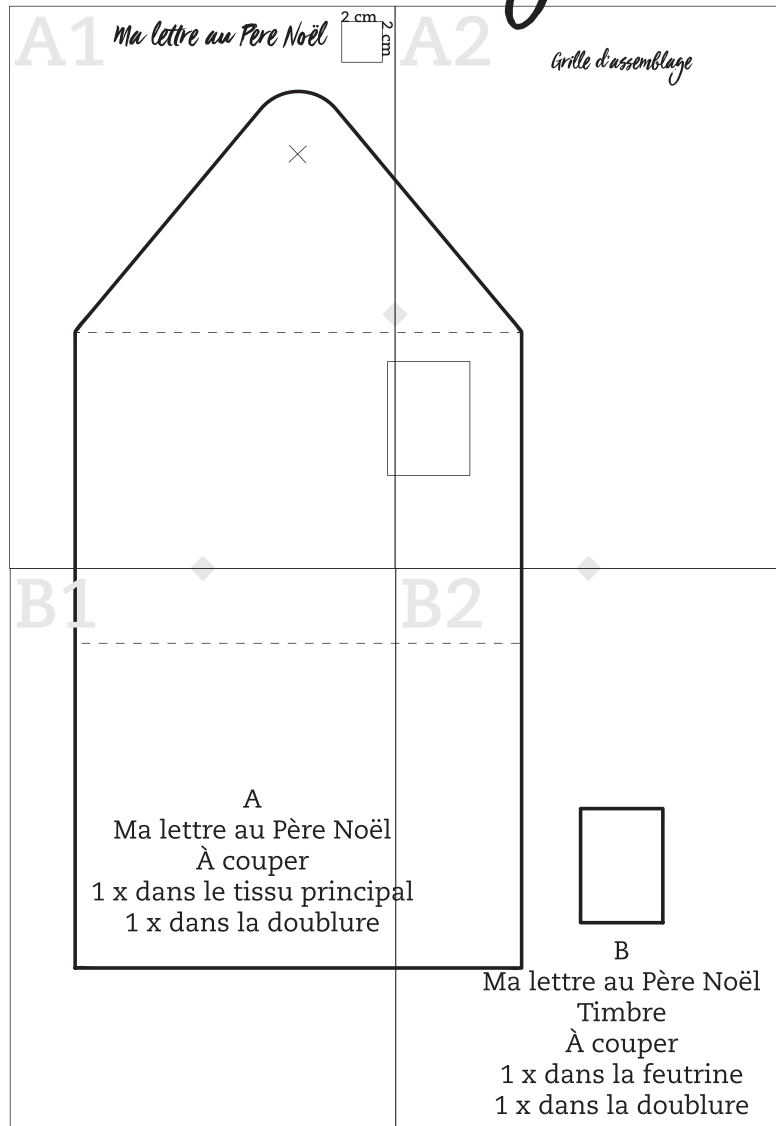 A1
Ma lettre au Père Noël
2 cm
2 cm
A2
Grille d'assemblage
B1
B2
A
Ma lettre au Père Noël
À couper
1 x dans le tissu principal
1 x dans la doublure
B
Ma lettre au Père Noël
Timbre
À couper
1 x dans la feutrine
1 x dans la doublure